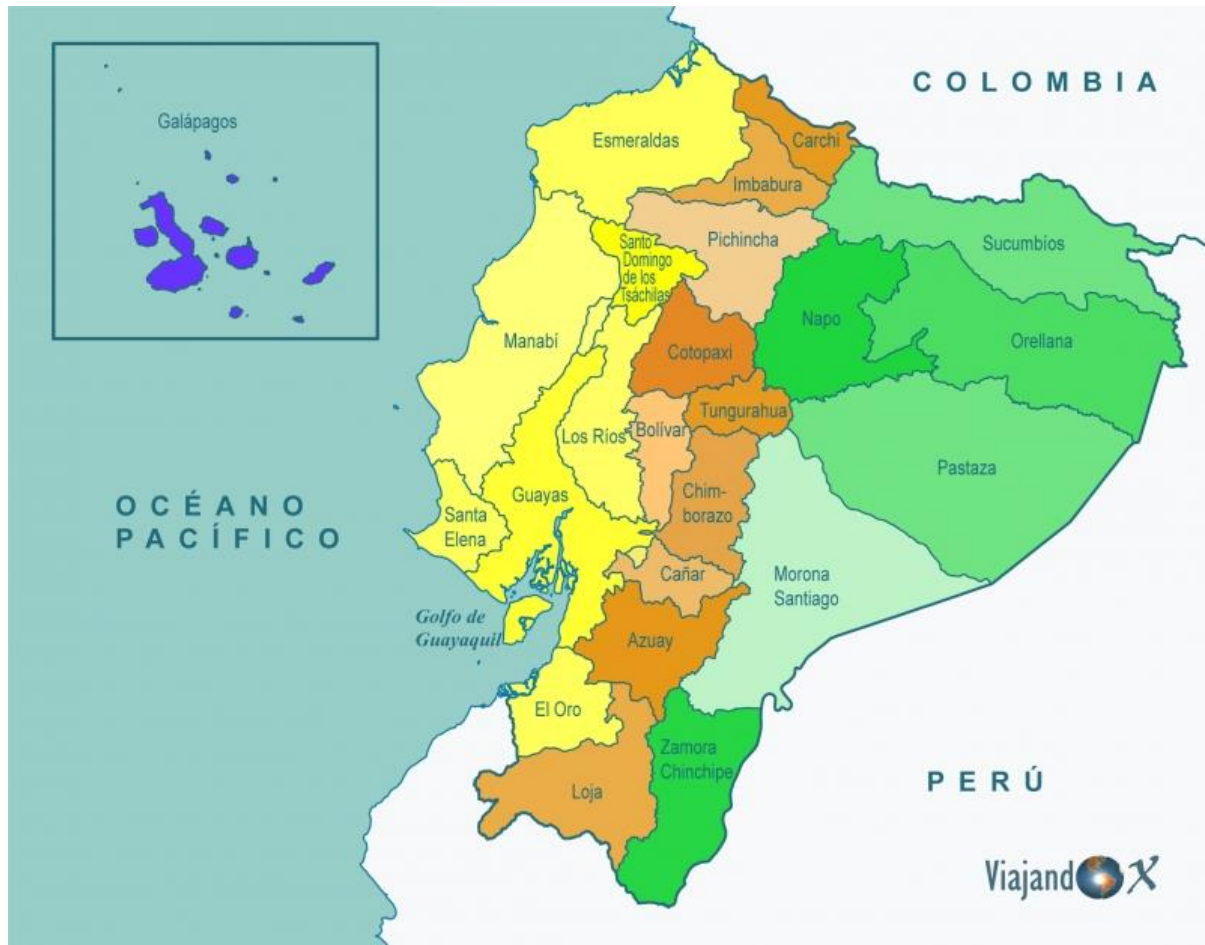 COLOMBIA
Galápagos
Esmeraldas
Carchi
Imbabura
Pichincha
Sucumbíos
Santo
Domingo
de los
Tsáchilas
Napo
Orellana
Manabí
Cotopaxi
Tungurahua
Los Ríos
Bolívar
Pastaza
Guayas
Chim-
borazo
OCÉANO
PACÍFICO
Santa
Elena
Cañar
Morona
Santiago
Golfo de
Guayaquil
Azuay
El Oro
Zamora
Chinchipe
Loja
PERÚ
Viajando X